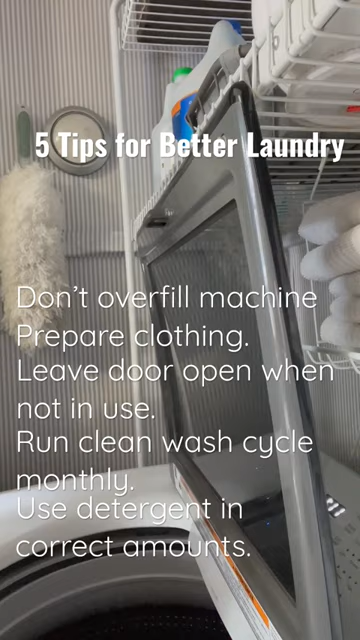 5 Tips for Better Laundry
Don't overfill machine
Prepare clothing.
Leave door open when
not in use.
Run clean wash cycle
monthly.
Use detergent in
correct amounts.